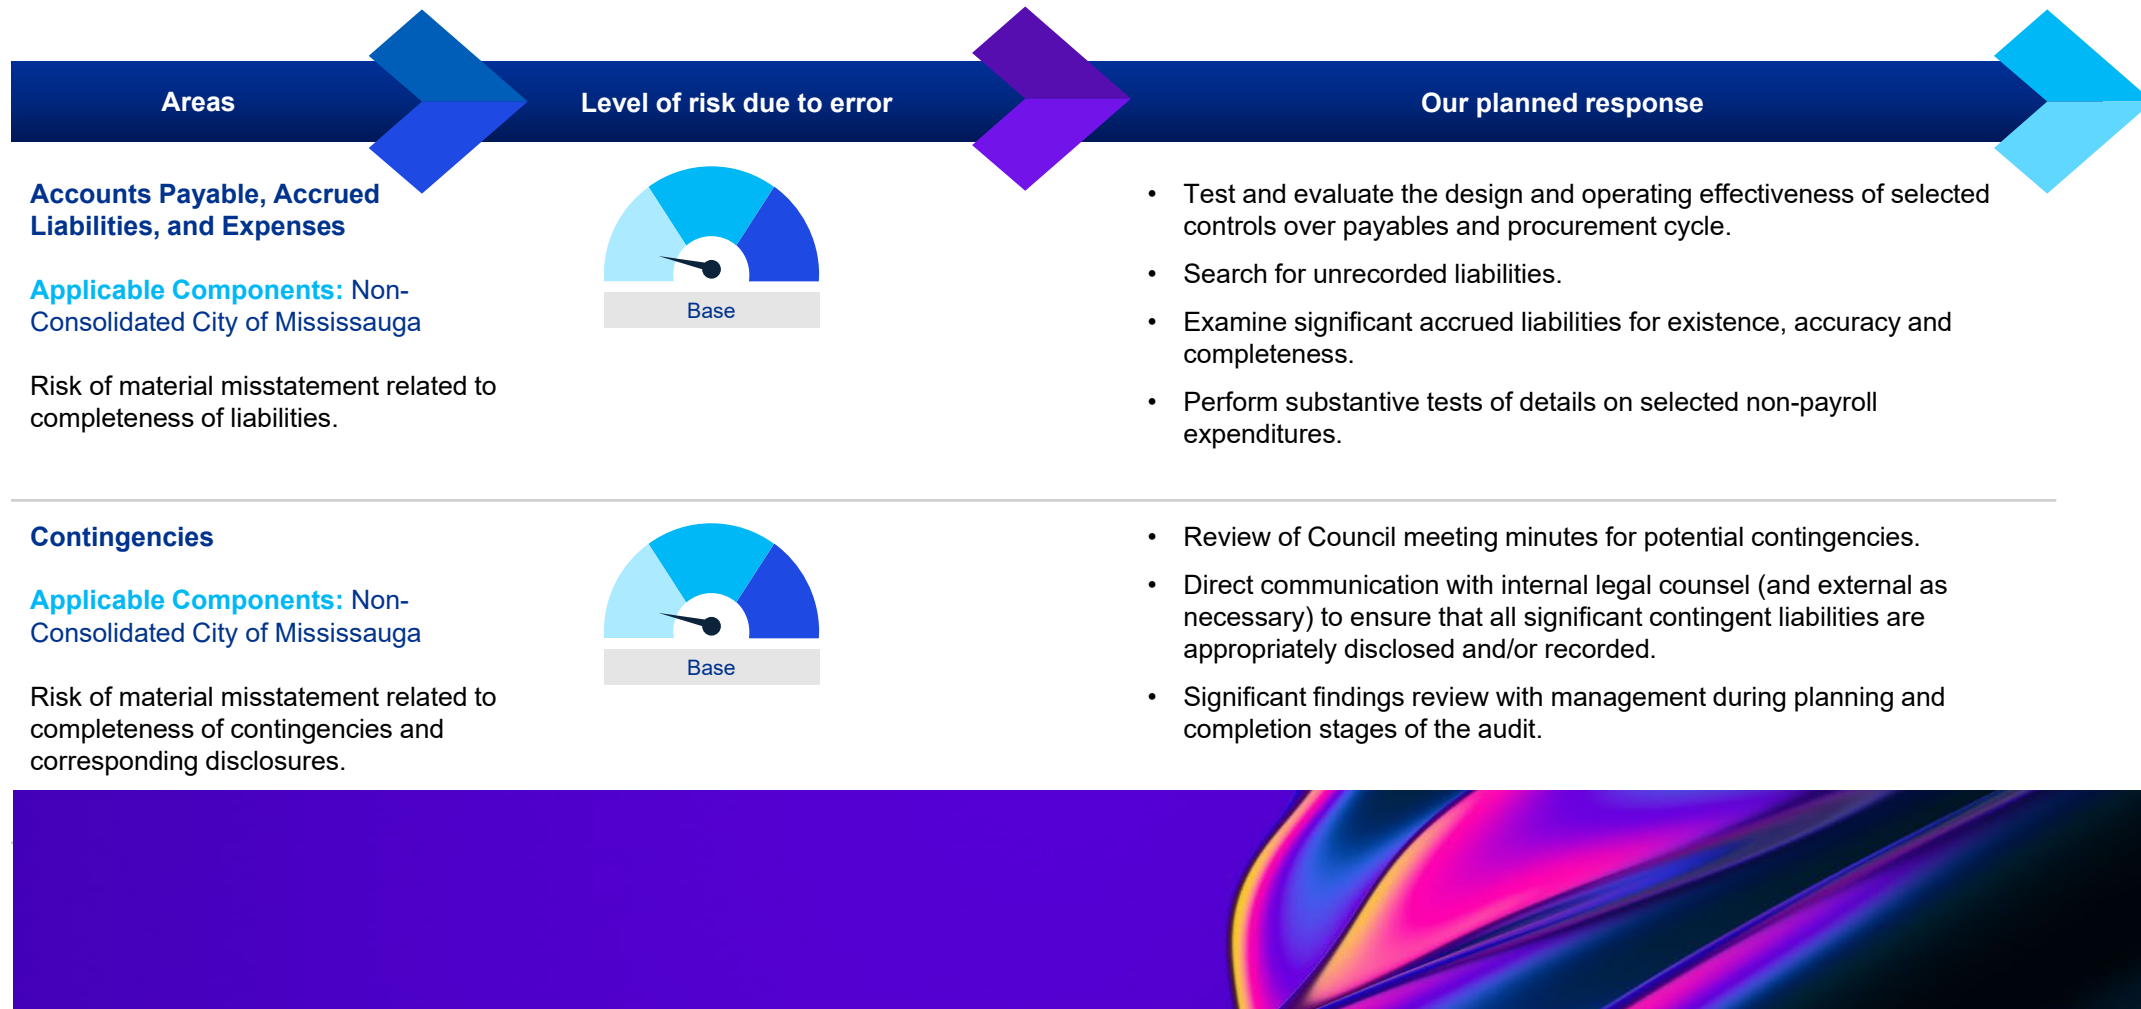 Areas
Level of risk due to error
Our planned response
Accounts Payable, Accrued
Liabilities, and Expenses
Applicable Components: Non-
Consolidated City of Mississauga
Risk of material misstatement related to
completeness of liabilities.
Base
• Test and evaluate the design and operating effectiveness of selected
controls over payables and procurement cycle.
• Search for unrecorded liabilities.
• Examine significant accrued liabilities for existence, accuracy and
completeness.
• Perform substantive tests of details on selected non-payroll
expenditures.
Contingencies
Applicable Components: Non-
Consolidated City of Mississauga
Risk of material misstatement related to
completeness of contingencies and
corresponding disclosures.
Base
• Review of Council meeting minutes for potential contingencies.
• Direct communication with internal legal counsel (and external as
necessary) to ensure that all significant contingent liabilities are
appropriately disclosed and/or recorded.
• Significant findings review with management during planning and
completion stages of the audit.